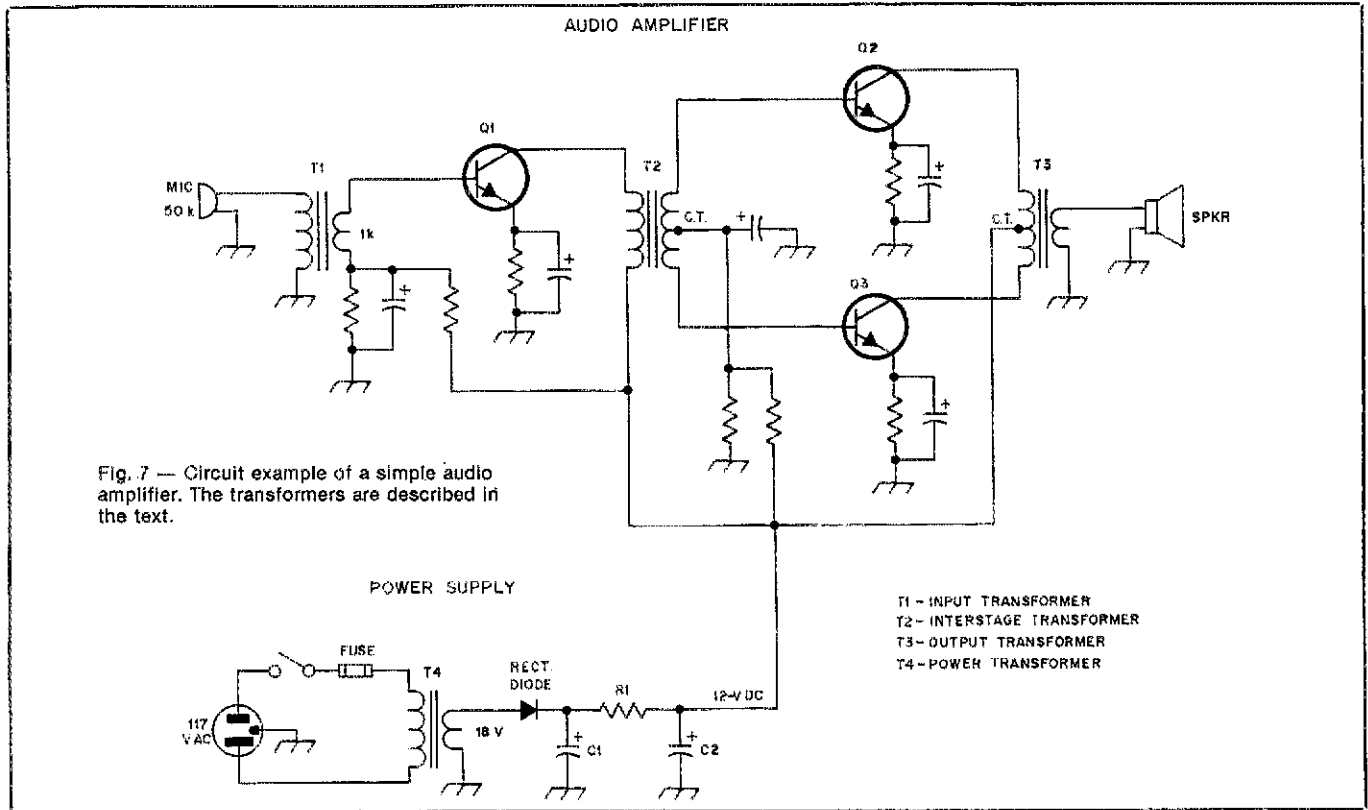 AUDIO AMPLIFIER
Q2
Q1
T1
T2
T3
MIC
50 k
1k
C.T.
+
C.T.
SPKR
+
+
+
Q3
+
Fig. 7 — Circuit example of a simple audio
amplifier. The transformers are described in
the text.
POWER SUPPLY
T1 - INPUT TRANSFORMER
T2 - INTERSTAGE TRANSFORMER
T3 - OUTPUT TRANSFORMER
T4 - POWER TRANSFORMER
FUSE
T4
RECT.
DIODE
R1
12-V DC
117
V AC
18 V
+
C1
+
C2